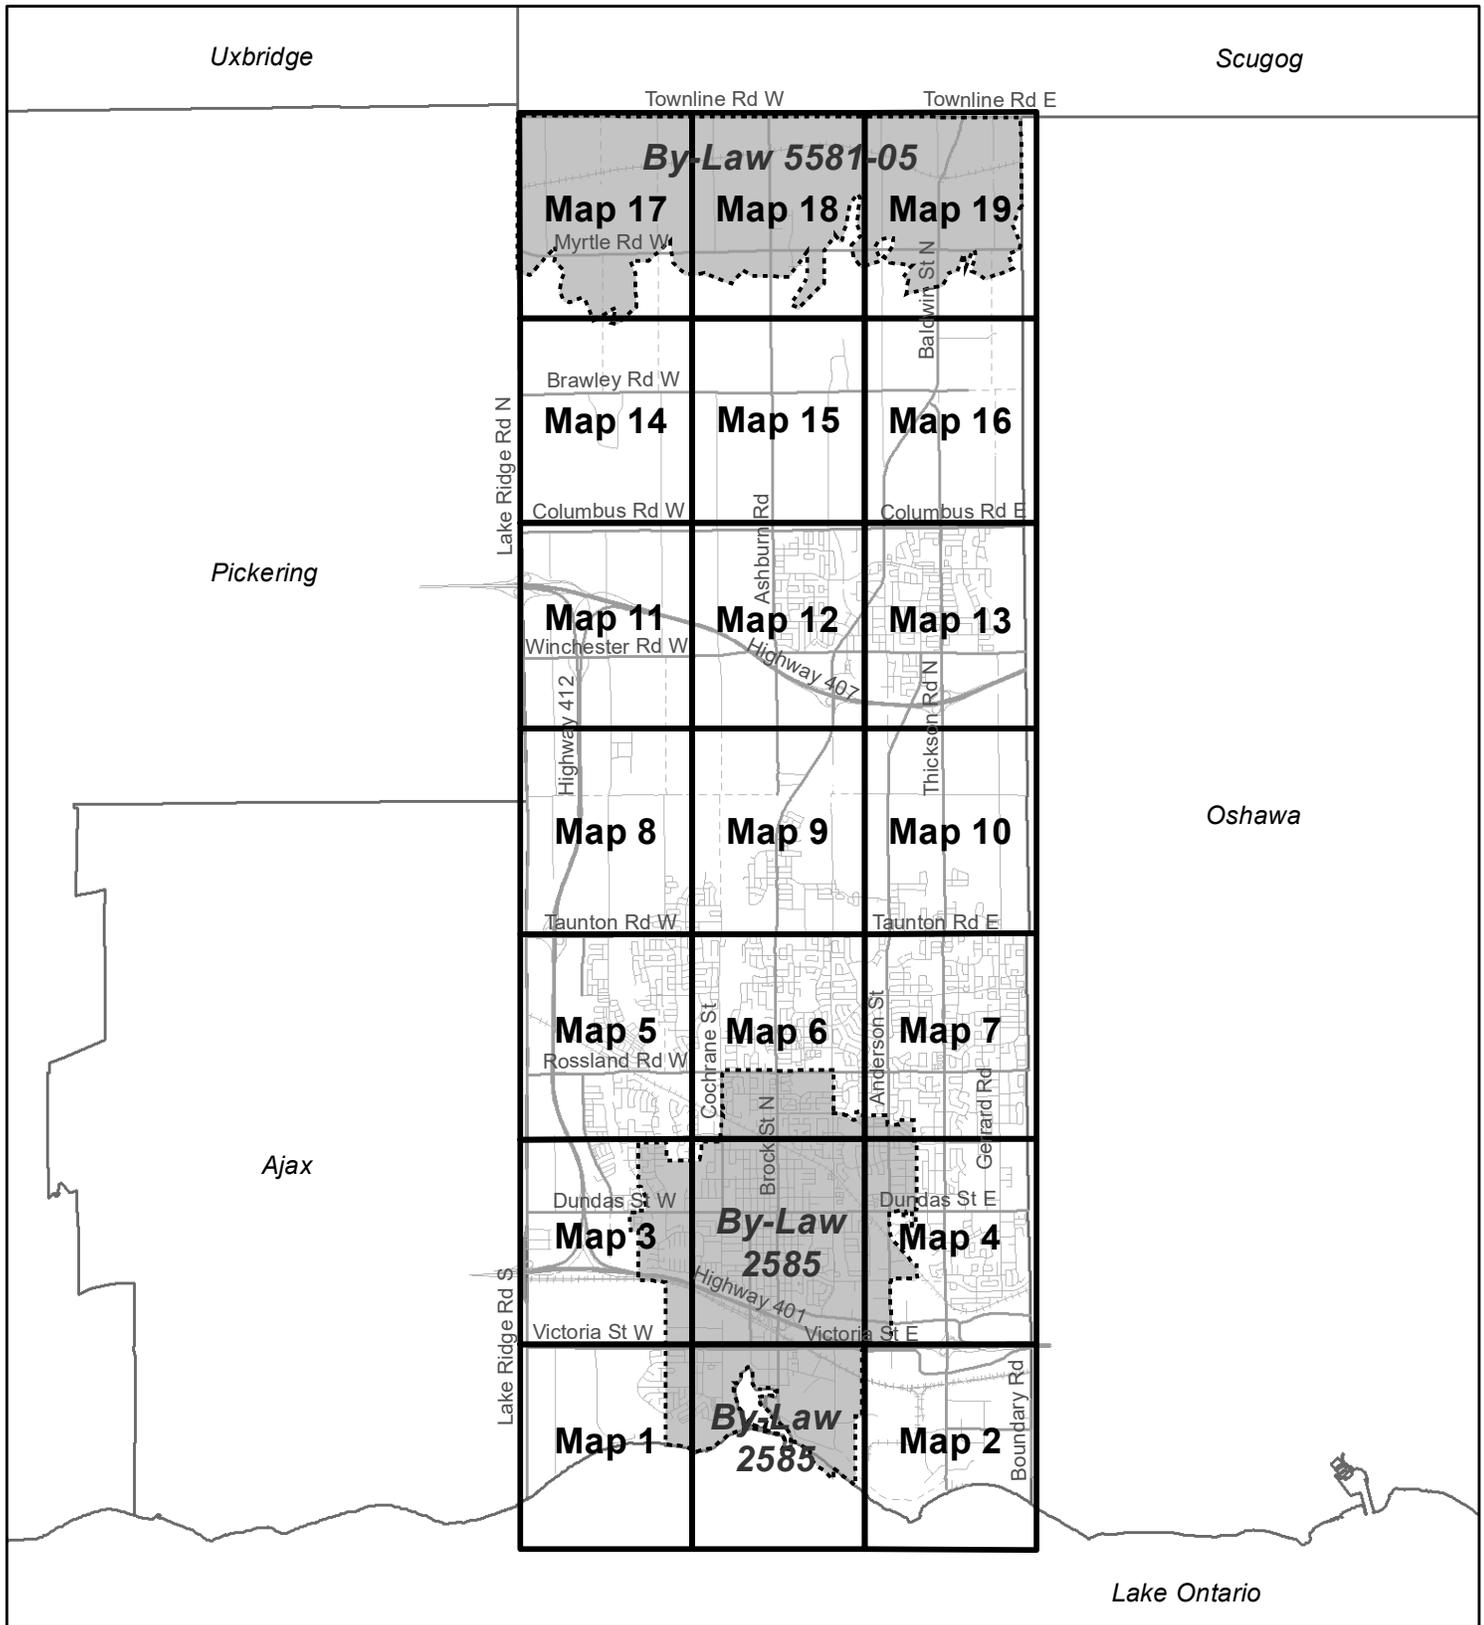 Uxbridge
Scugog
Townline Rd W
Townline Rd E
By-Law 5581-05
Map 17
Map 18
Map 19
Myrtle Rd W
Baldwin St N
Brawley Rd W
Lake Ridge Rd N
Map 14
Map 15
Map 16
Columbus Rd W
Ashburn Rd
Columbus Rd E
Pickering
Map 11
Map 12
Map 13
Winchester Rd W
Highway 407
Highway 412
Thickson Rd N
Map 8
Map 9
Map 10
Oshawa
Taunton Rd W
Taunton Rd E
Map 5
Cochrane St
Map 6
Anderson St
Map 7
Rossland Rd W
Brock St N
Gerrard Rd
Ajax
Dundas St W
Dundas St E
Map 3
By-Law
2585
Map 4
Highway 401
Lake Ridge Rd S
Victoria St W
Victoria St E
Map 1
By-Law
2585
Map 2
Boundary Rd
Lake Ontario